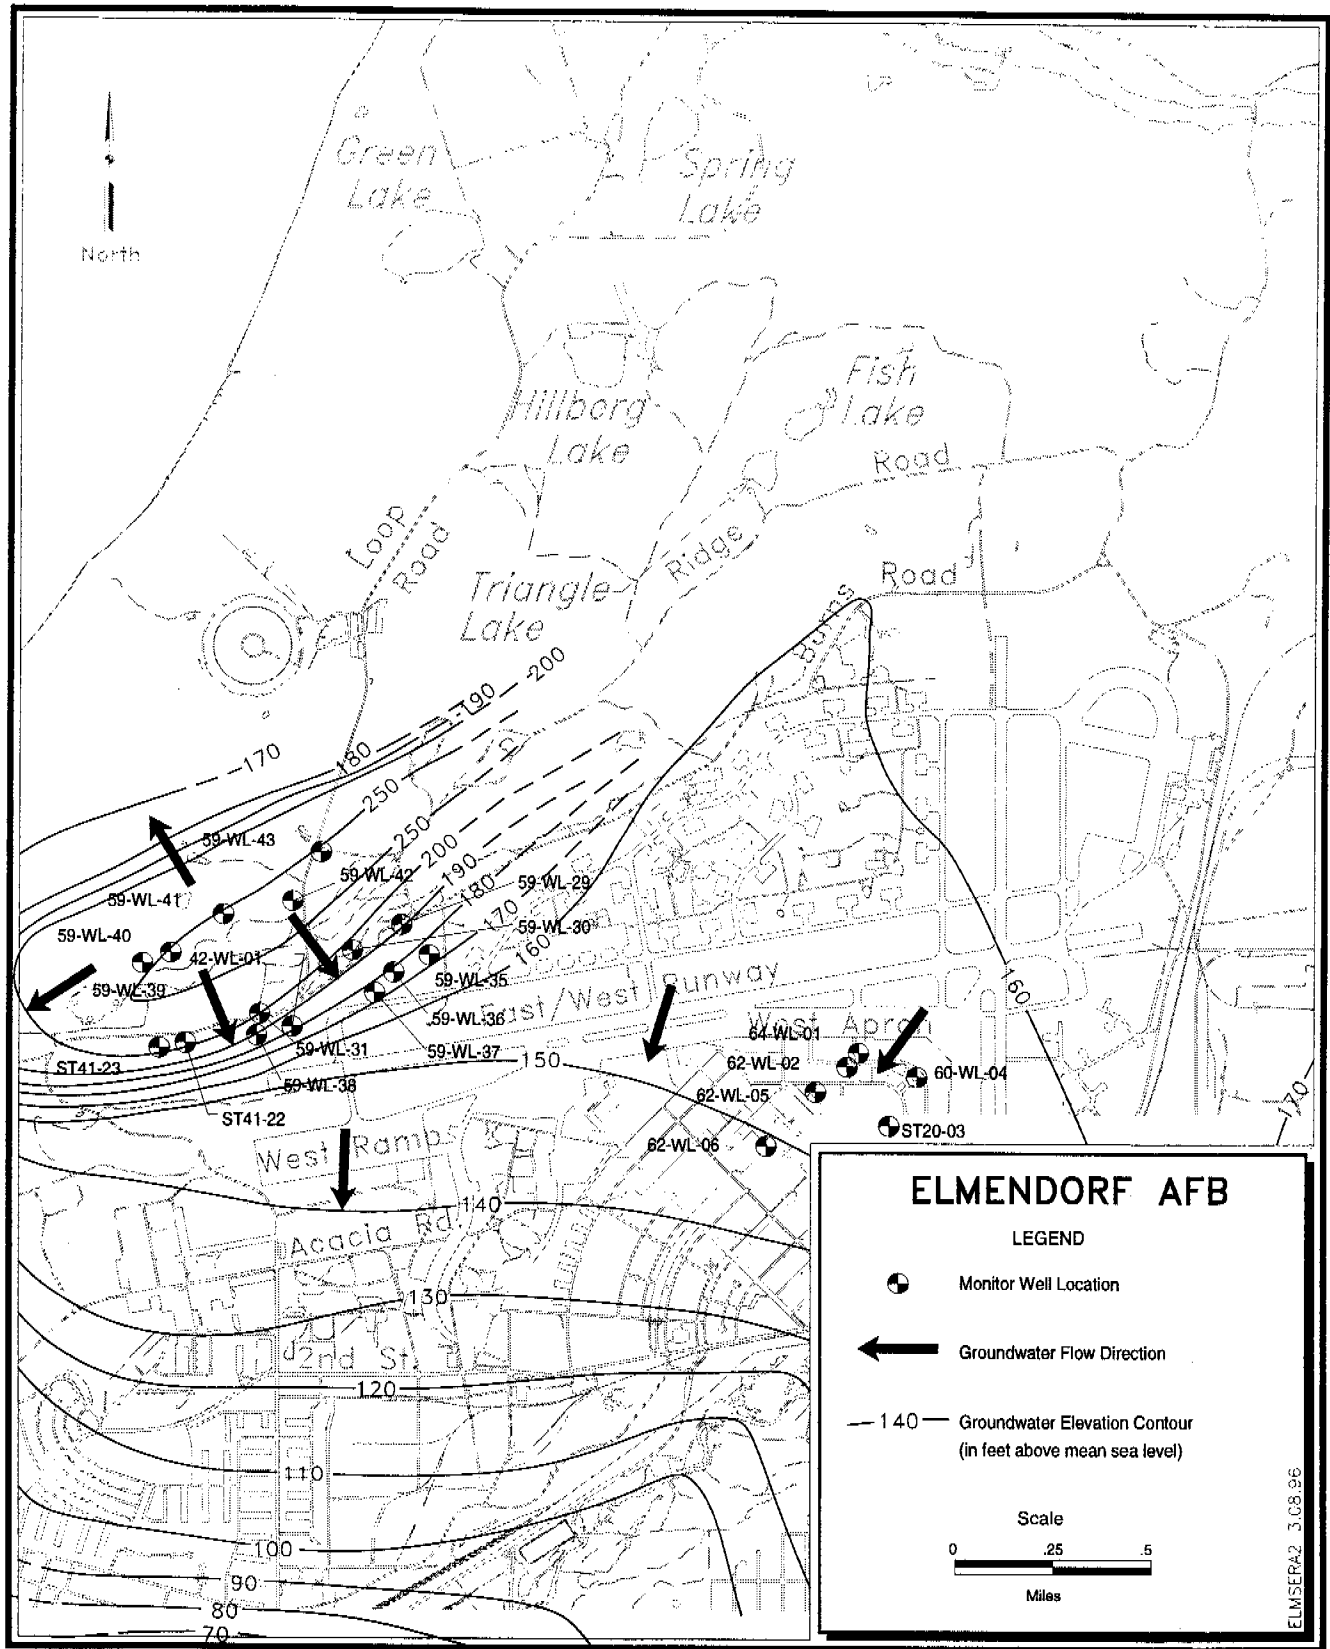 Green
Lake
Spring
Lake
North
Fish
Lake
Hillborg
Lake
Road
Loop
Road
Ridge
Road
Triangle
Lake
Burns
200
190
180
170
250
59-WL-43
250
59-WL-42
200
59-WL-41
190
59-WL-29
180
59-WL-40
170
59-WL-30
160
42-WL-01
59-WL-39
59-WL-35
East/West Runway
160
59-WL-36
West Apron
64-WL-01
59-WL-31
59-WL-37
150
62-WL-02
ST41-23
60-WL-04
59-WL-38
62-WL-05
170
ST41-22
ST20-03
West Ramps
62-WL-06
140
Acacia Rd.
130
2nd St.
120
110
100
90
80
70
ELMENDORF AFB
LEGEND
Monitor Well Location
Groundwater Flow Direction
140
Groundwater Elevation Contour
(in feet above mean sea level)
Scale
0 .25 .5
Miles
ELMSERA2 3.08.96